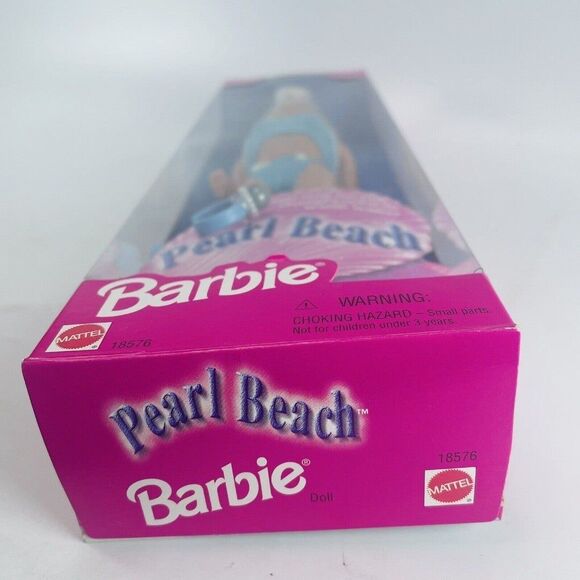 Pearl Beach
Barbie
⚠ WARNING:
CHOKING HAZARD – Small parts.
Not for children under 3 years.
MATTEL ®
18576
Pearl Beach™
Barbie®
Doll
18576
MATTEL ®